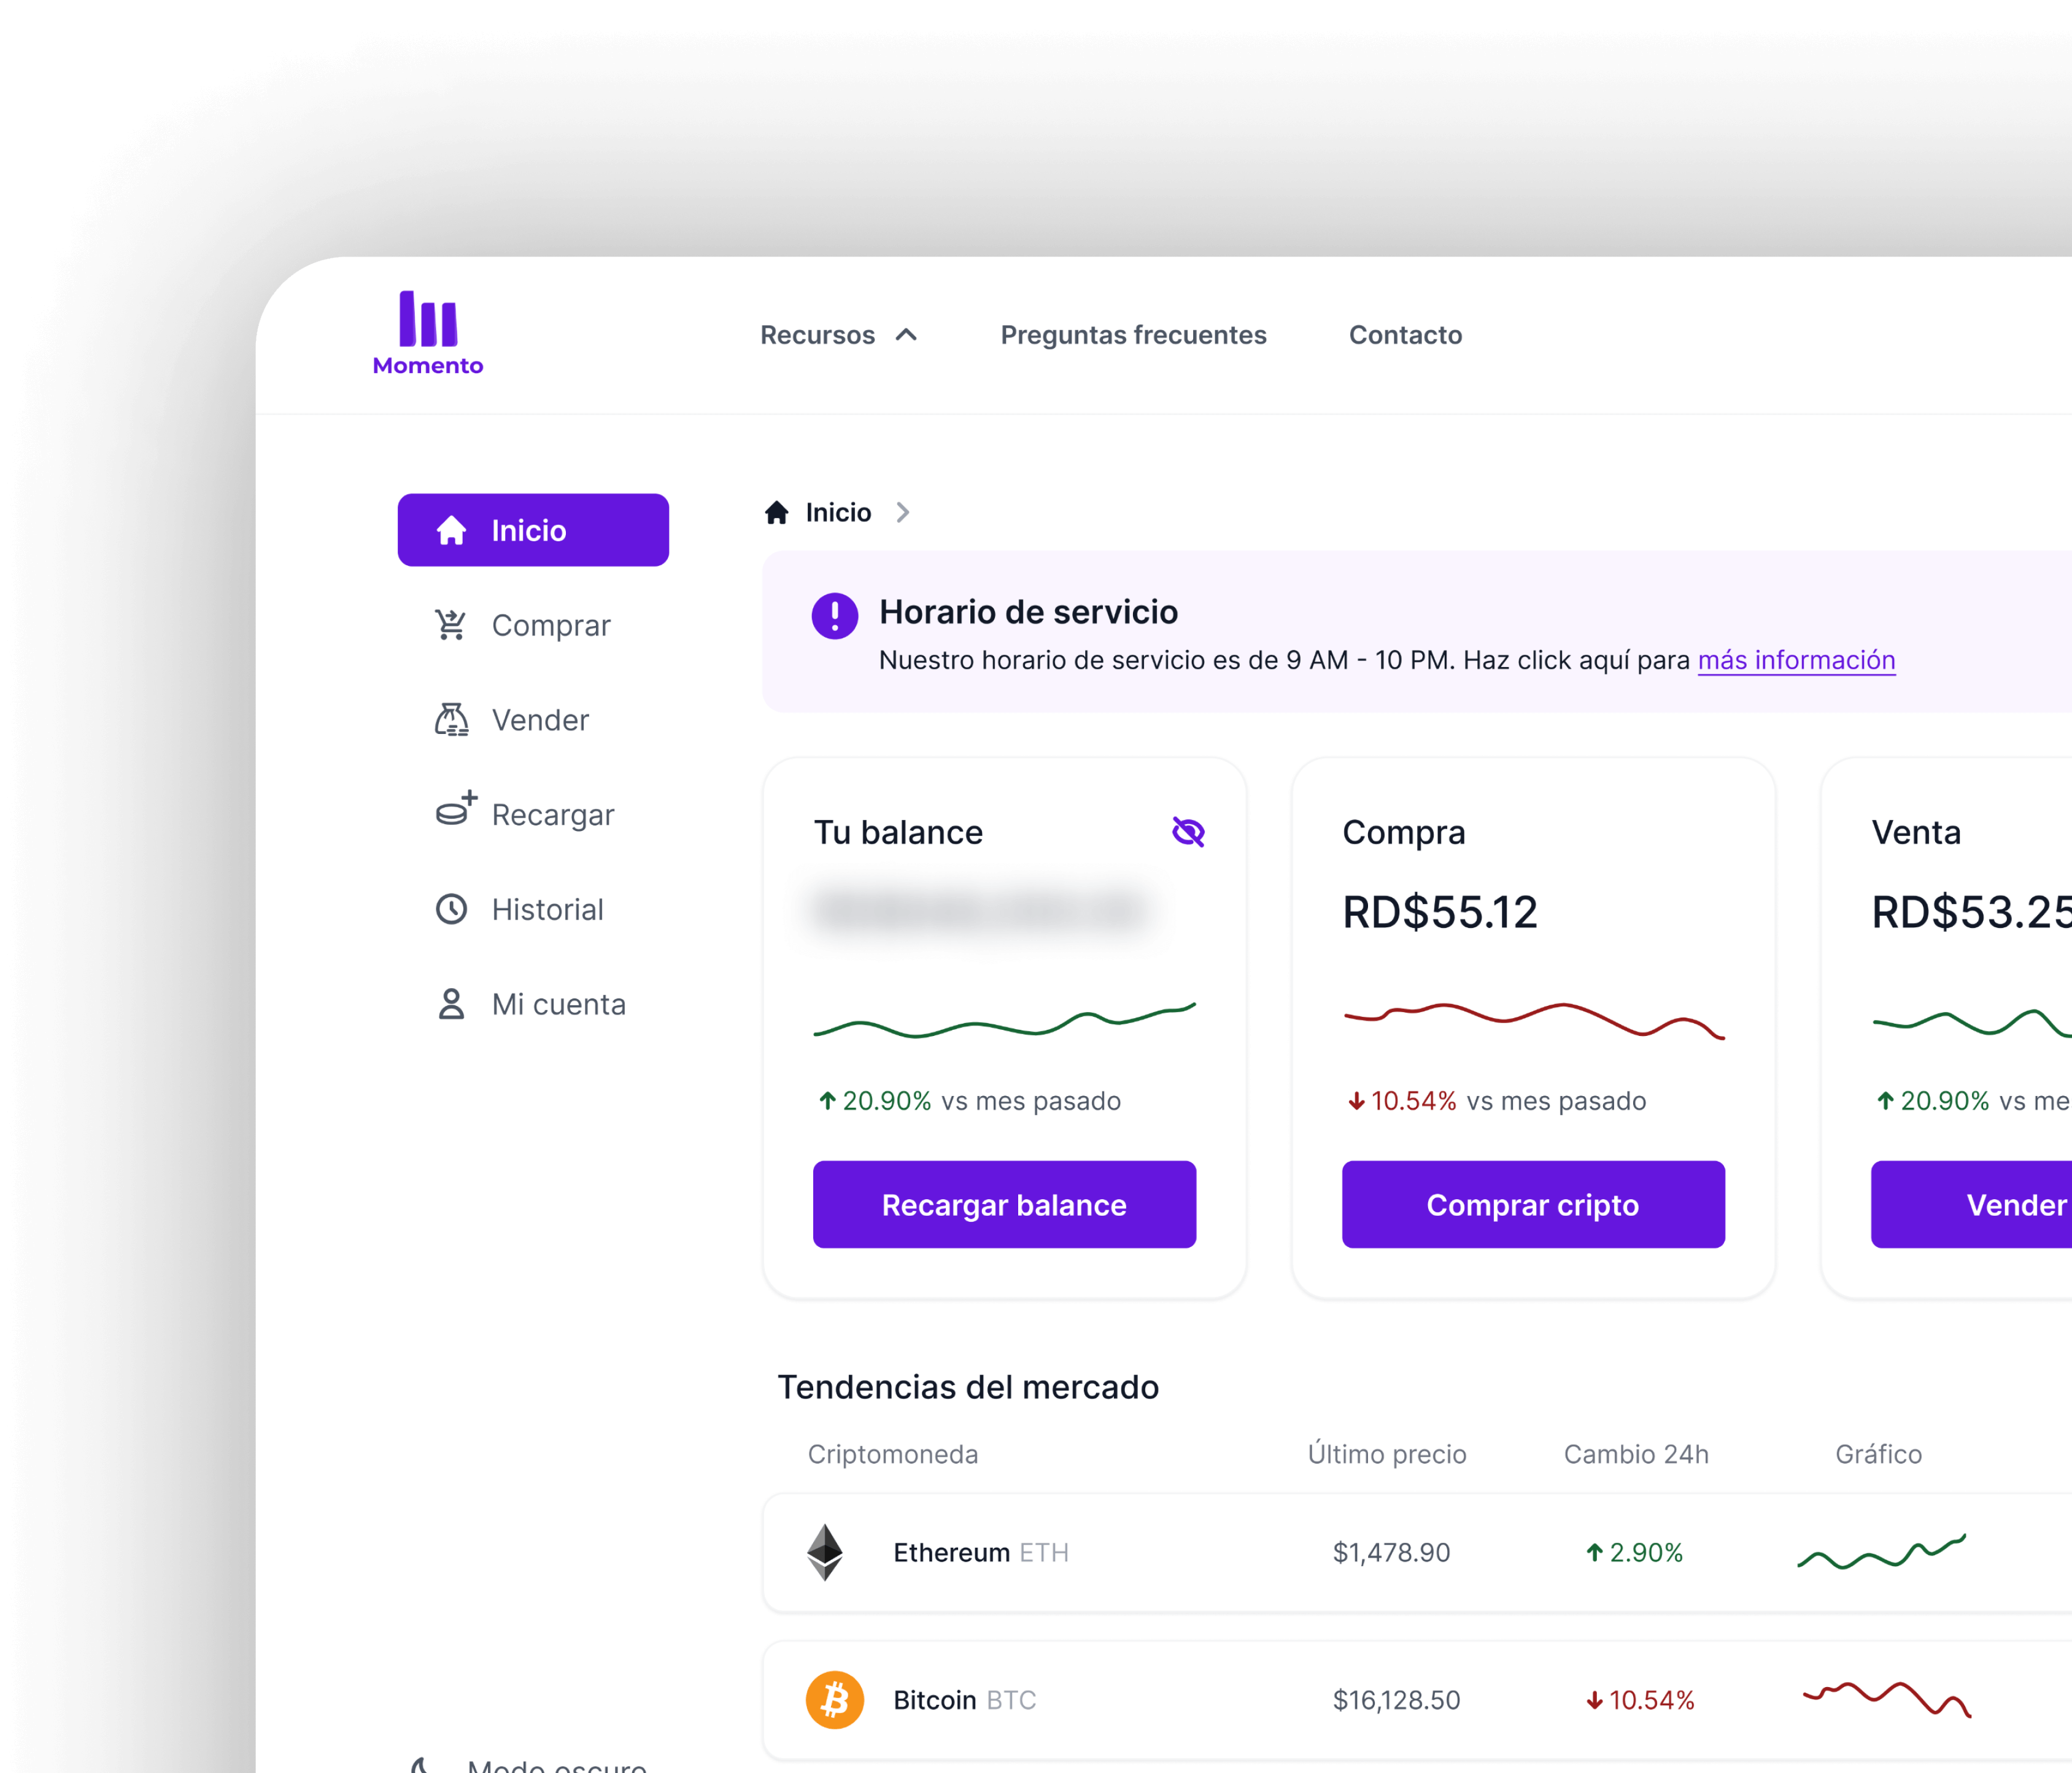 Momento
Recursos Preguntas frecuentes Contacto
Inicio
Comprar
Vender
Recargar
Historial
Mi cuenta
Modo oscuro
Inicio
Horario de servicio
Nuestro horario de servicio es de 9 AM - 10 PM. Haz click aquí para más información
Tu balance
20.90% vs mes pasado
Recargar balance
Compra
RD$55.12
10.54% vs mes pasado
Comprar cripto
Venta
RD$53.25
20.90% vs me
Vender
Tendencias del mercado
Criptomoneda Último precio Cambio 24h Gráfico
Ethereum ETH $1,478.90 2.90%
Bitcoin BTC $16,128.50 10.54%